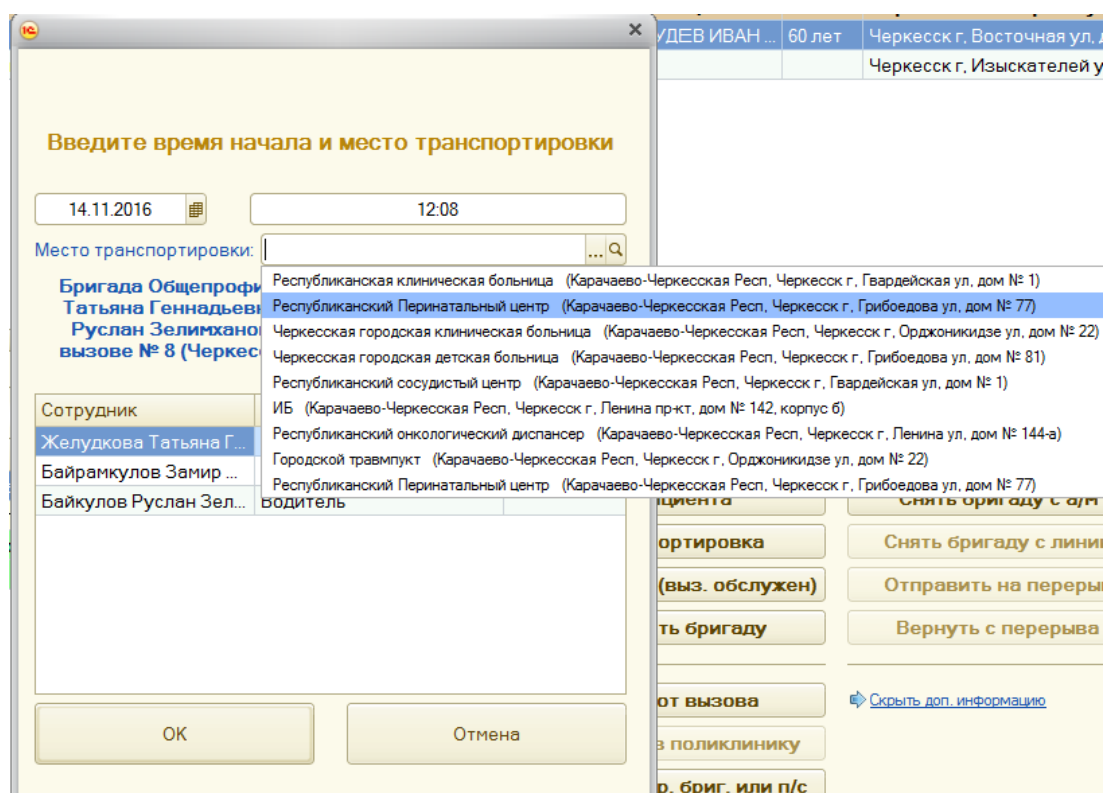 УДЕВ ИВАН ... 60 лет Черкесск г, Восточная ул,
Черкесск г, Изыскателей у
Введите время начала и место транспортировки
14.11.2016 12:08
Место транспортировки: ...
Бригада Общепроф
Татьяна Геннадьев
Руслан Зелимхано
вызове № 8 (Черкес
Республиканская клиническая больница (Карачаево-Черкесская Респ, Черкесск г, Гвардейская ул, дом № 1)
Республиканский Перинатальный центр (Карачаево-Черкесская Респ, Черкесск г, Грибоедова ул, дом № 77)
Черкесская городская клиническая больница (Карачаево-Черкесская Респ, Черкесск г, Орджоникидзе ул, дом № 22)
Черкесская городская детская больница (Карачаево-Черкесская Респ, Черкесск г, Грибоедова ул, дом № 81)
Республиканский сосудистый центр (Карачаево-Черкесская Респ, Черкесск г, Гвардейская ул, дом № 1)
ИБ (Карачаево-Черкесская Респ, Черкесск г, Ленина пр-кт, дом № 142, корпус б)
Республиканский онкологический диспансер (Карачаево-Черкесская Респ, Черкесск г, Ленина ул, дом № 144-а)
Городской травмпункт (Карачаево-Черкесская Респ, Черкесск г, Орджоникидзе ул, дом № 22)
Республиканский Перинатальный центр (Карачаево-Черкесская Респ, Черкесск г, Грибоедова ул, дом № 77)
Сотрудник
Желудкова Татьяна Г...
Байрамкулов Замир ...
Байкулов Руслан Зел... Водитель
OK Отмена
ациента Снять бригаду с а/м
ортировка Снять бригаду с лини
(выз. обслужен) Отправить на переры
ть бригаду Вернуть с перерыва
от вызова Скрыть доп. информацию
в поликлинику
р. бриг. или п/с